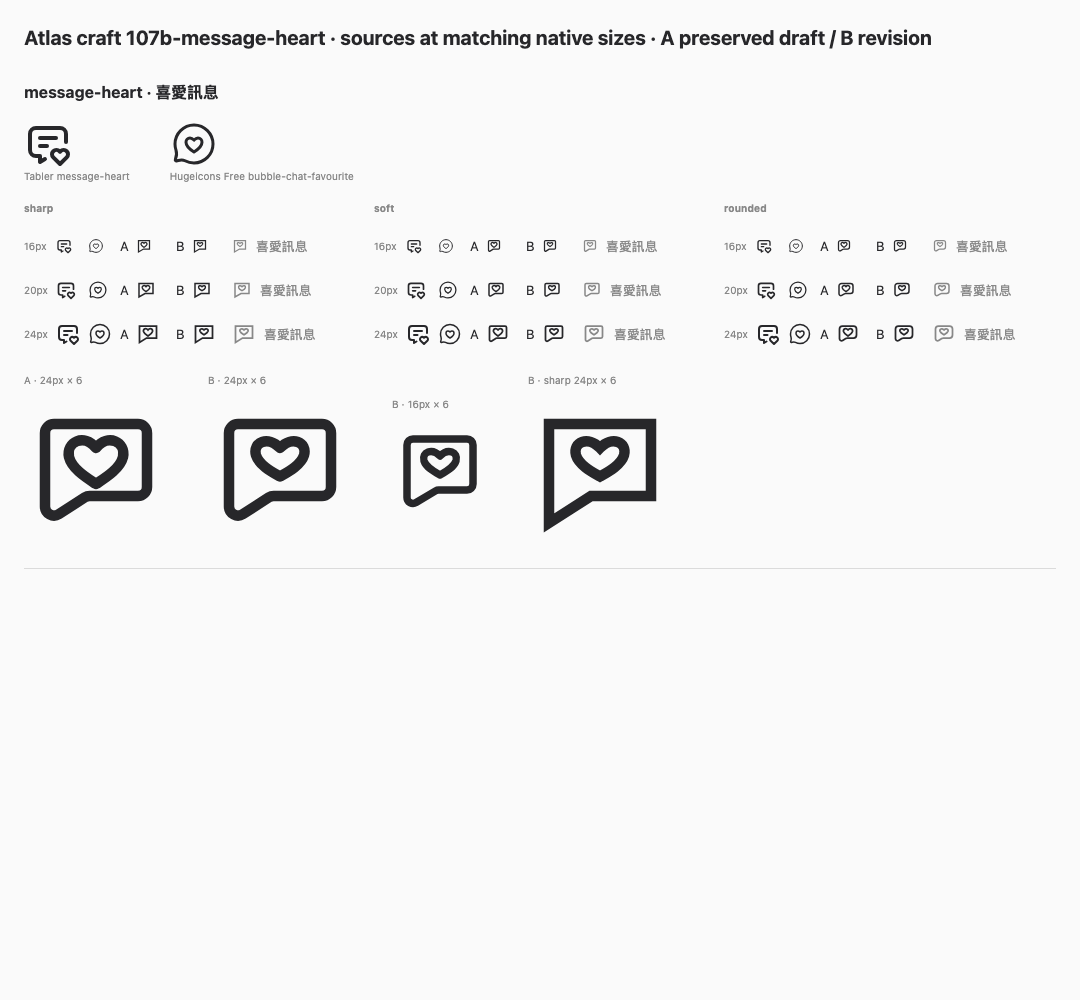 Atlas craft 107b-message-heart · sources at matching native sizes · A preserved draft / B revision
message-heart · 喜愛訊息
Tabler message-heart
HugeIcons Free bubble-chat-favourite
sharp
soft
rounded
16px A B 喜愛訊息
16px A B 喜愛訊息
16px A B 喜愛訊息
20px A B 喜愛訊息
20px A B 喜愛訊息
20px A B 喜愛訊息
24px A B 喜愛訊息
24px A B 喜愛訊息
24px A B 喜愛訊息
A · 24px × 6
B · 24px × 6
B · 16px × 6
B · sharp 24px × 6